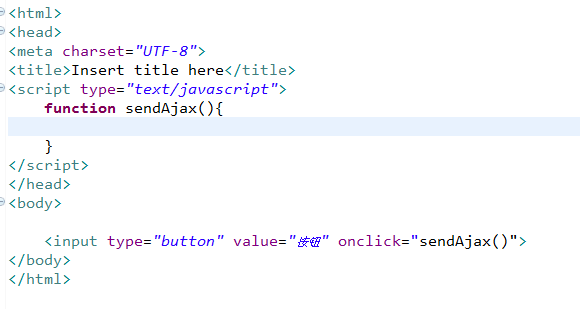 <html>
<head>
<meta charset="UTF-8">
<title>Insert title here</title>
<script type="text/javascript">
function sendAjax(){
}
</script>
</head>
<body>
<input type="button" value="按钮" onclick="sendAjax()">
</body>
</html>